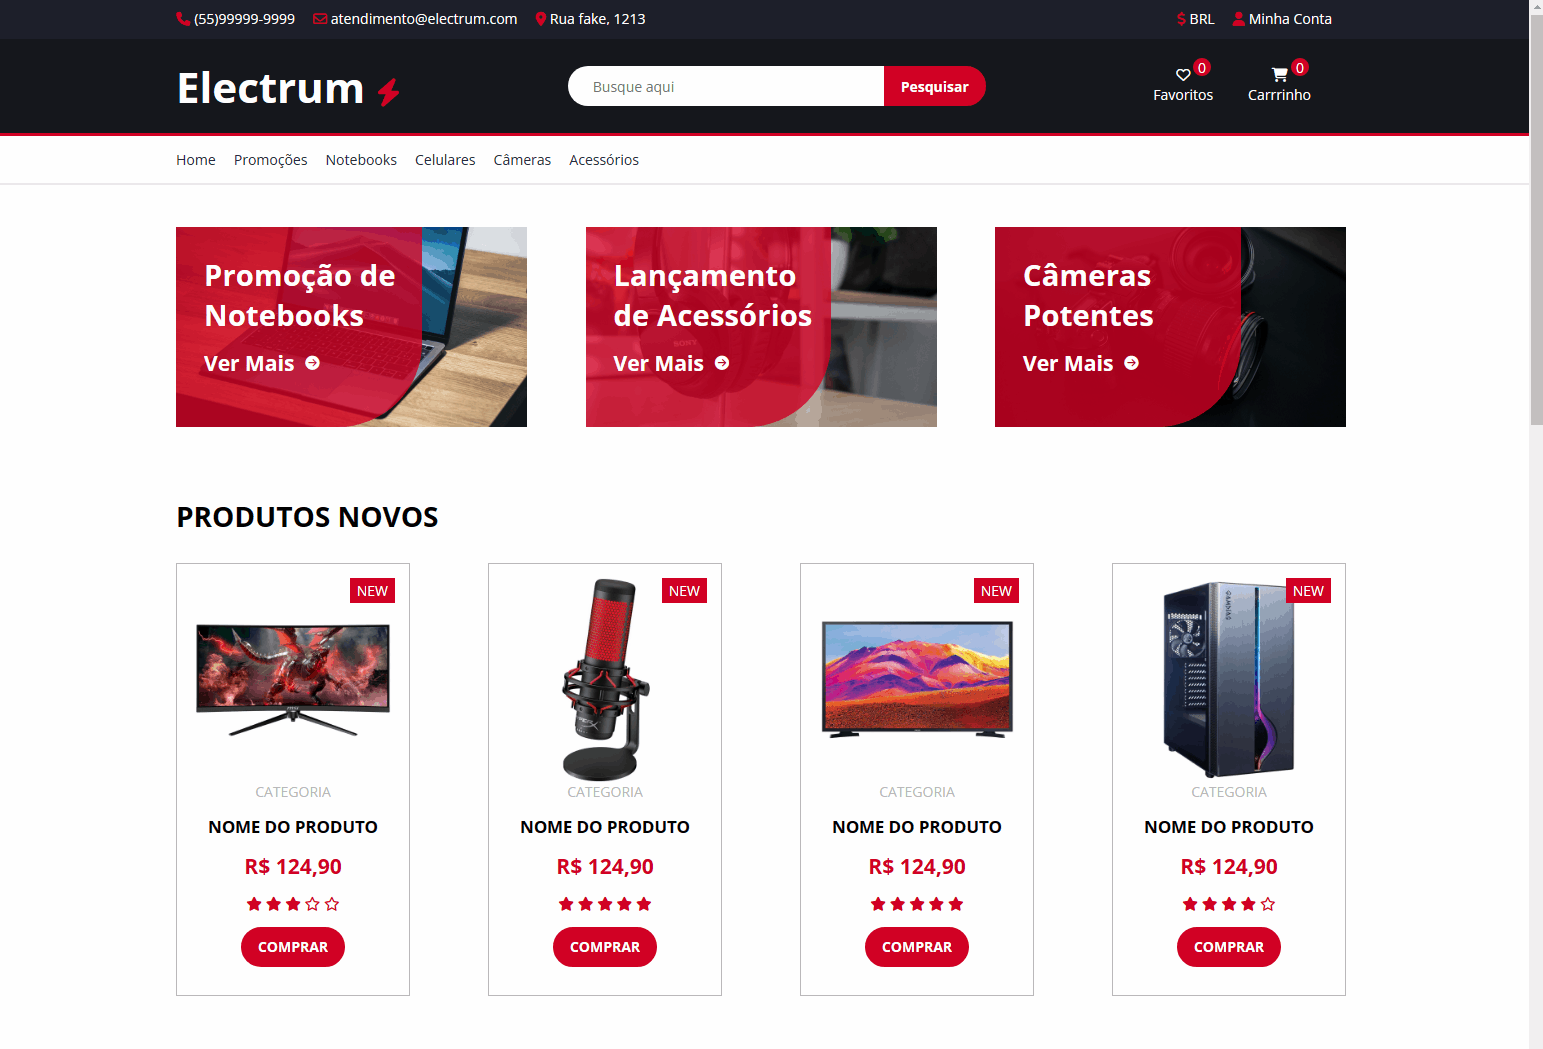 (55)99999-9999 atendimento@electrum.com Rua fake, 1213 BRL Minha Conta
Electrum
Busque aqui Pesquisar
0 0
Favoritos Carrrinho
Home Promoções Notebooks Celulares Câmeras Acessórios
Promoção de
Notebooks
Ver Mais
Lançamento
de Acessórios
Ver Mais
Câmeras
Potentes
Ver Mais
PRODUTOS NOVOS
NEW
CATEGORIA
NOME DO PRODUTO
R$ 124,90
COMPRAR
NEW
CATEGORIA
NOME DO PRODUTO
R$ 124,90
COMPRAR
NEW
CATEGORIA
NOME DO PRODUTO
R$ 124,90
COMPRAR
NEW
CATEGORIA
NOME DO PRODUTO
R$ 124,90
COMPRAR